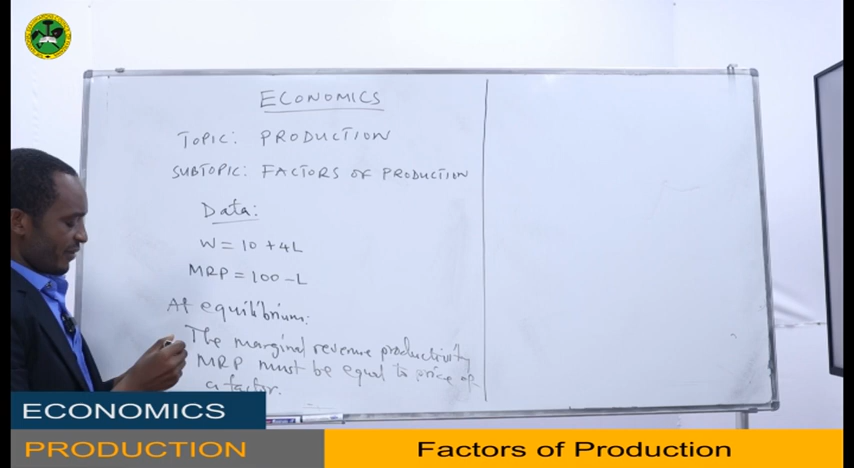 ECONOMICS
TOPIC: PRODUCTION
SUBTOPIC: FACTORS OF PRODUCTION
Data:
W = 10 + 4L
MRP = 100 - L
At equilibrium:
The marginal revenue productivity
MRP must be equal to price of
a factor.
ECONOMICS
PRODUCTION
Factors of Production